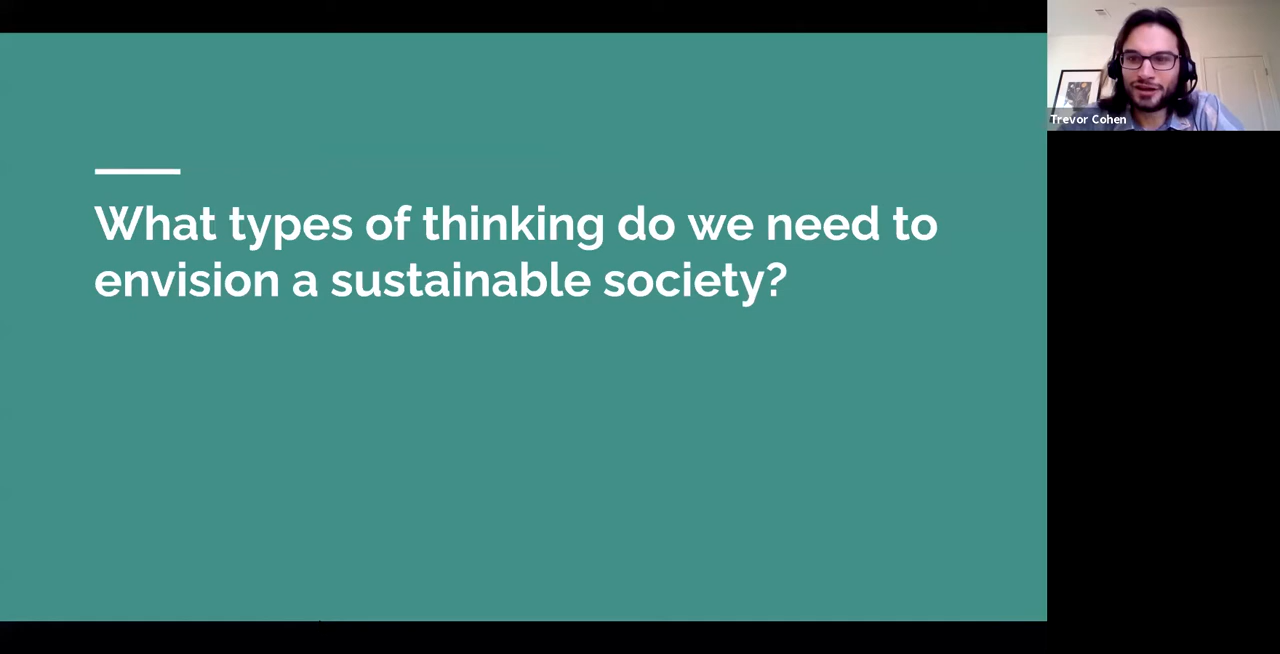 What types of thinking do we need to
envision a sustainable society?
Trevor Cohen